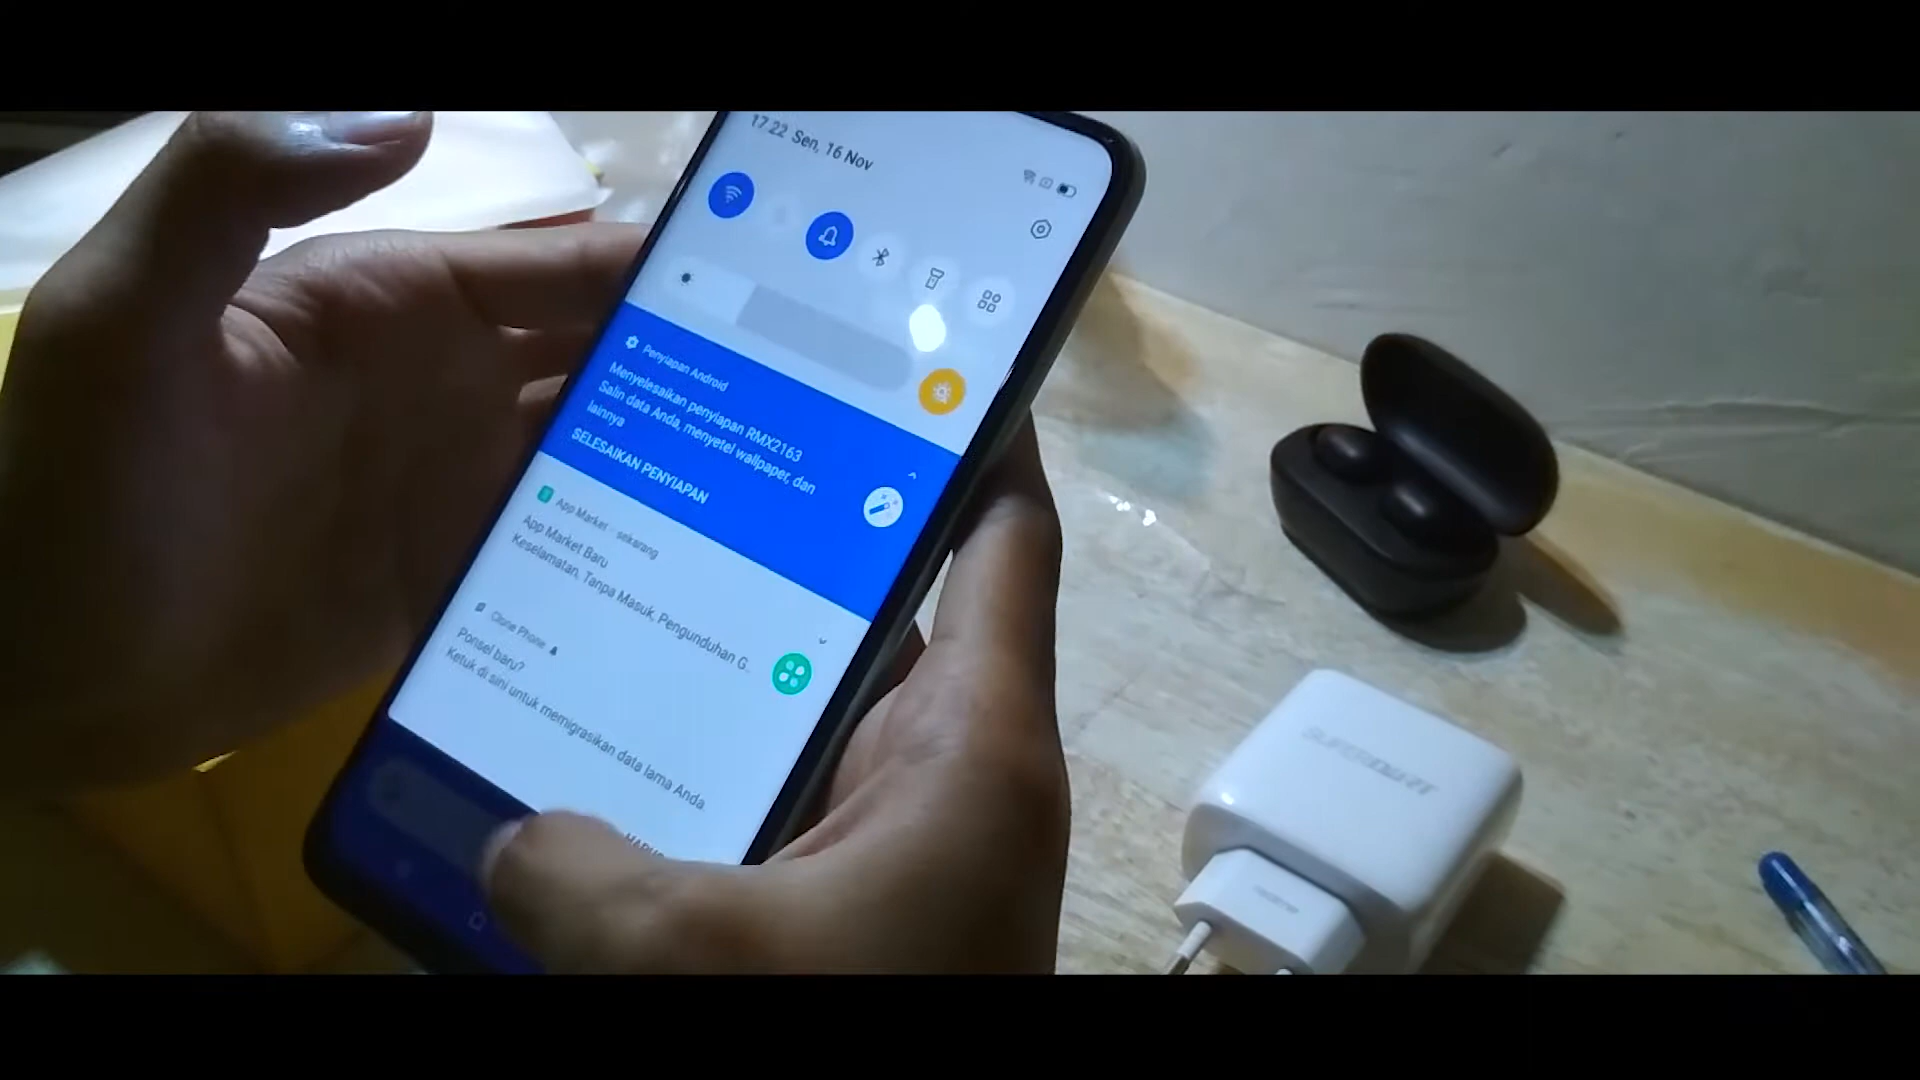 17 22 Sen, 16 Nov
Penyiapan Android
Menyelesaikan penyiapan RMX2163
Salin data Anda, menyetel wallpaper, dan
lainnya
SELESAIKAN PENYIAPAN
App Market · sekarang
App Market Baru
Keselamatan, Tanpa Masuk, Pengunduhan G..
Clone Phone
Ponsel baru?
Ketuk di sini untuk memigrasikan data lama Anda
SUPERDART